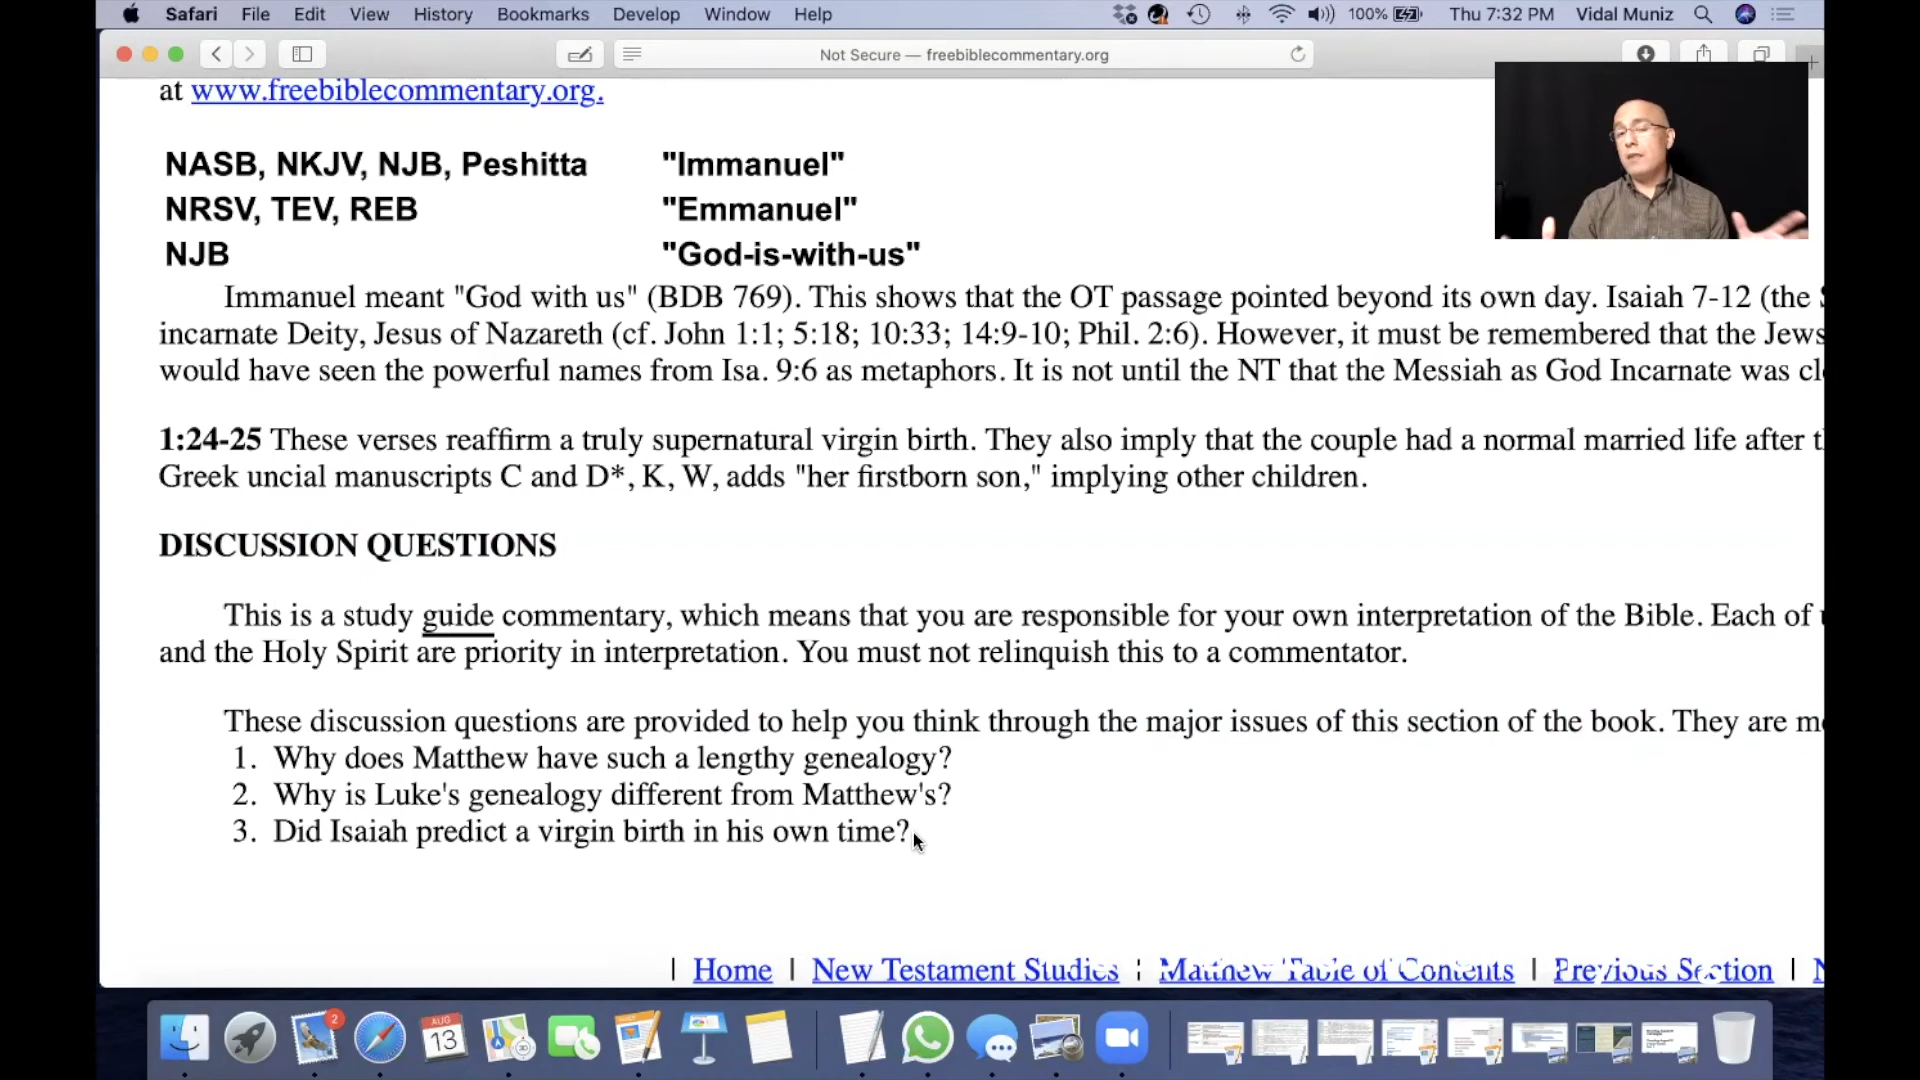 Safari File Edit View History Bookmarks Develop Window Help 100% Thu 7:32 PM Vidal Muniz
Not Secure — freebiblecommentary.org
at www.freebiblecommentary.org.
NASB, NKJV, NJB, Peshitta "Immanuel"
NRSV, TEV, REB "Emmanuel"
NJB "God-is-with-us"
Immanuel meant "God with us" (BDB 769). This shows that the OT passage pointed beyond its own day. Isaiah 7-12 (the
incarnate Deity, Jesus of Nazareth (cf. John 1:1; 5:18; 10:33; 14:9-10; Phil. 2:6). However, it must be remembered that the Jews
would have seen the powerful names from Isa. 9:6 as metaphors. It is not until the NT that the Messiah as God Incarnate was
1:24-25 These verses reaffirm a truly supernatural virgin birth. They also imply that the couple had a normal married life after
Greek uncial manuscripts C and D*, K, W, adds "her firstborn son," implying other children.
DISCUSSION QUESTIONS
This is a study guide commentary, which means that you are responsible for your own interpretation of the Bible. Each of
and the Holy Spirit are priority in interpretation. You must not relinquish this to a commentator.
These discussion questions are provided to help you think through the major issues of this section of the book. They are
1. Why does Matthew have such a lengthy genealogy?
2. Why is Luke's genealogy different from Matthew's?
3. Did Isaiah predict a virgin birth in his own time?
| Home | New Testament Studies | Matthew Table of Contents | Previous Section |
2
AUG
13